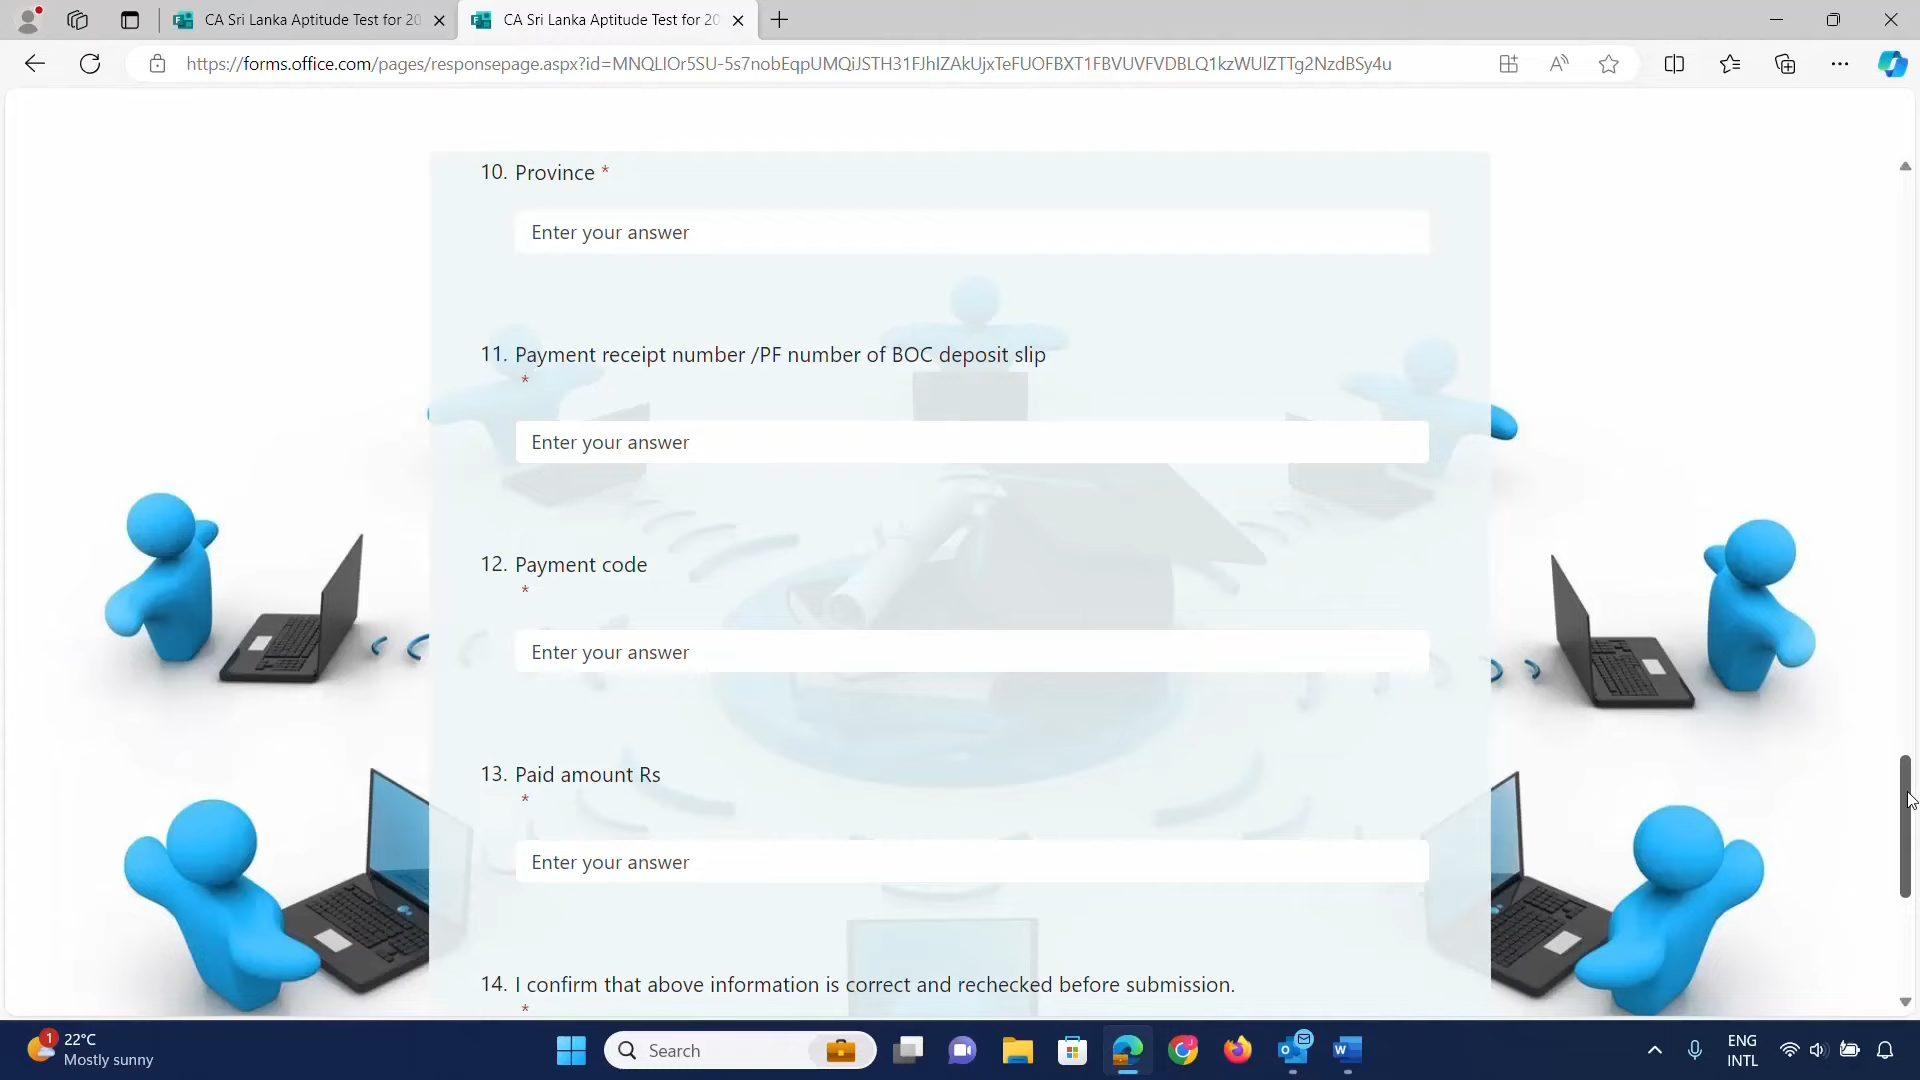 CA Sri Lanka Aptitude Test for 20
CA Sri Lanka Aptitude Test for 20
https://forms.office.com/pages/responsepage.aspx?id=MNQLlOr5SU-5s7nobEqpUMQiJSTH31FJhlZAkUjxTeFUOFBXT1FBVUVFVDBLQ1kzWUlZTTg2NzdBSy4u
10. Province *
Enter your answer
11. Payment receipt number /PF number of BOC deposit slip
*
Enter your answer
12. Payment code
*
Enter your answer
13. Paid amount Rs
*
Enter your answer
14. I confirm that above information is correct and rechecked before submission.
*
1
22°C
Mostly sunny
Search
ENG
INTL